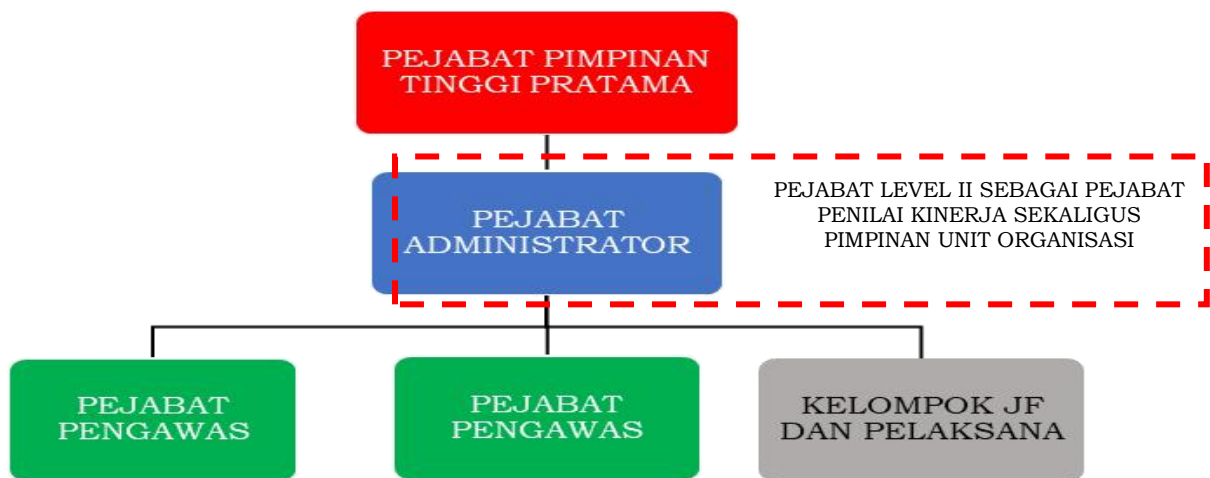 PEJABAT PIMPINAN
TINGGI PRATAMA
PEJABAT
ADMINISTRATOR
PEJABAT LEVEL II SEBAGAI PEJABAT
PENILAI KINERJA SEKALIGUS
PIMPINAN UNIT ORGANISASI
PEJABAT
PENGAWAS
PEJABAT
PENGAWAS
KELOMPOK JF
DAN PELAKSANA